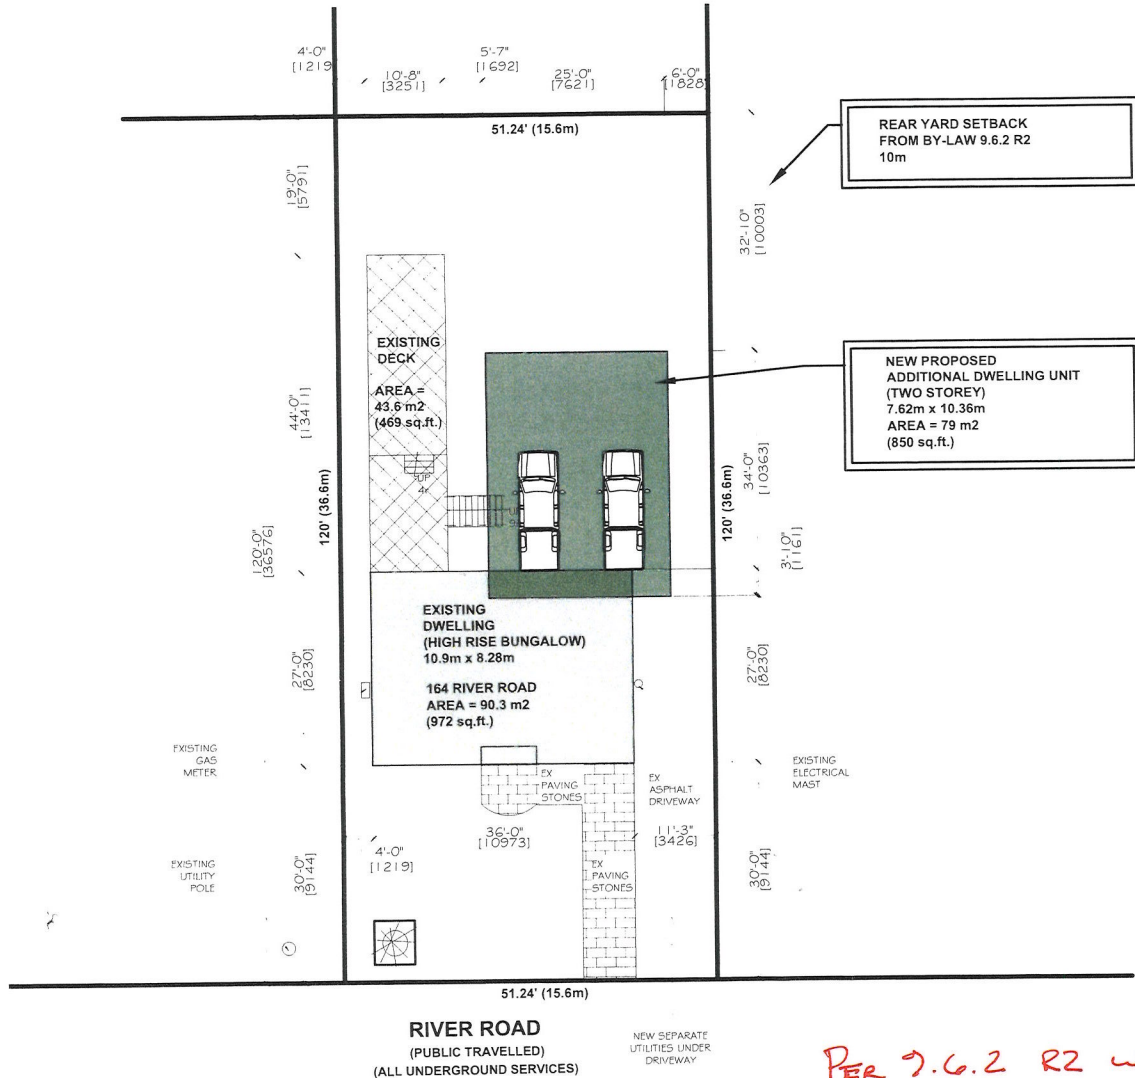 4'-0"
[1219
10'-8"
[3251]
5'-7"
[1692]
25'-0"
[7621]
6'-0"
[1828]
51.24' (15.6m)
REAR YARD SETBACK
FROM BY-LAW 9.6.2 R2
10m
19'-0"
[5791]
32'-10"
[10003]
EXISTING
DECK
AREA =
43.6 m2
(469 sq.ft.)
44'-0"
[13411]
UP
4r
NEW PROPOSED
ADDITIONAL DWELLING UNIT
(TWO STOREY)
7.62m x 10.36m
AREA = 79 m2
(850 sq.ft.)
34'-0"
[10363]
120' (36.6m)
120' (36.6m)
120'-0"
[36576]
3'-10"
[1161]
EXISTING
DWELLING
(HIGH RISE BUNGALOW)
10.9m x 8.28m
164 RIVER ROAD
AREA = 90.3 m2
(972 sq.ft.)
27'-0"
[8230]
27'-0"
[8230]
EXISTING
GAS
METER
EX
PAVING
STONES
EX
ASPHALT
DRIVEWAY
EXISTING
ELECTRICAL
MAST
4'-0"
[1219]
36'-0"
[10973]
11'-3"
[3426]
EXISTING
UTILITY
POLE
30'-0"
[9144]
EX
PAVING
STONES
30'-0"
[9144]
51.24' (15.6m)
RIVER ROAD
(PUBLIC TRAVELLED)
(ALL UNDERGROUND SERVICES)
NEW SEPARATE
UTILITIES UNDER
DRIVEWAY
PER 9.6.2 R2